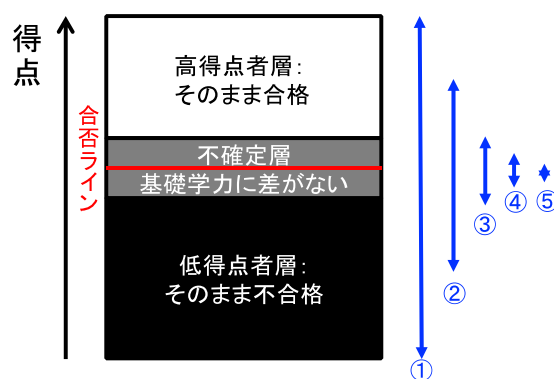 得点
合否ライン
高得点者層：
そのまま合格
不確定層
基礎学力に差がない
低得点者層：
そのまま不合格
①
②
③
④
⑤